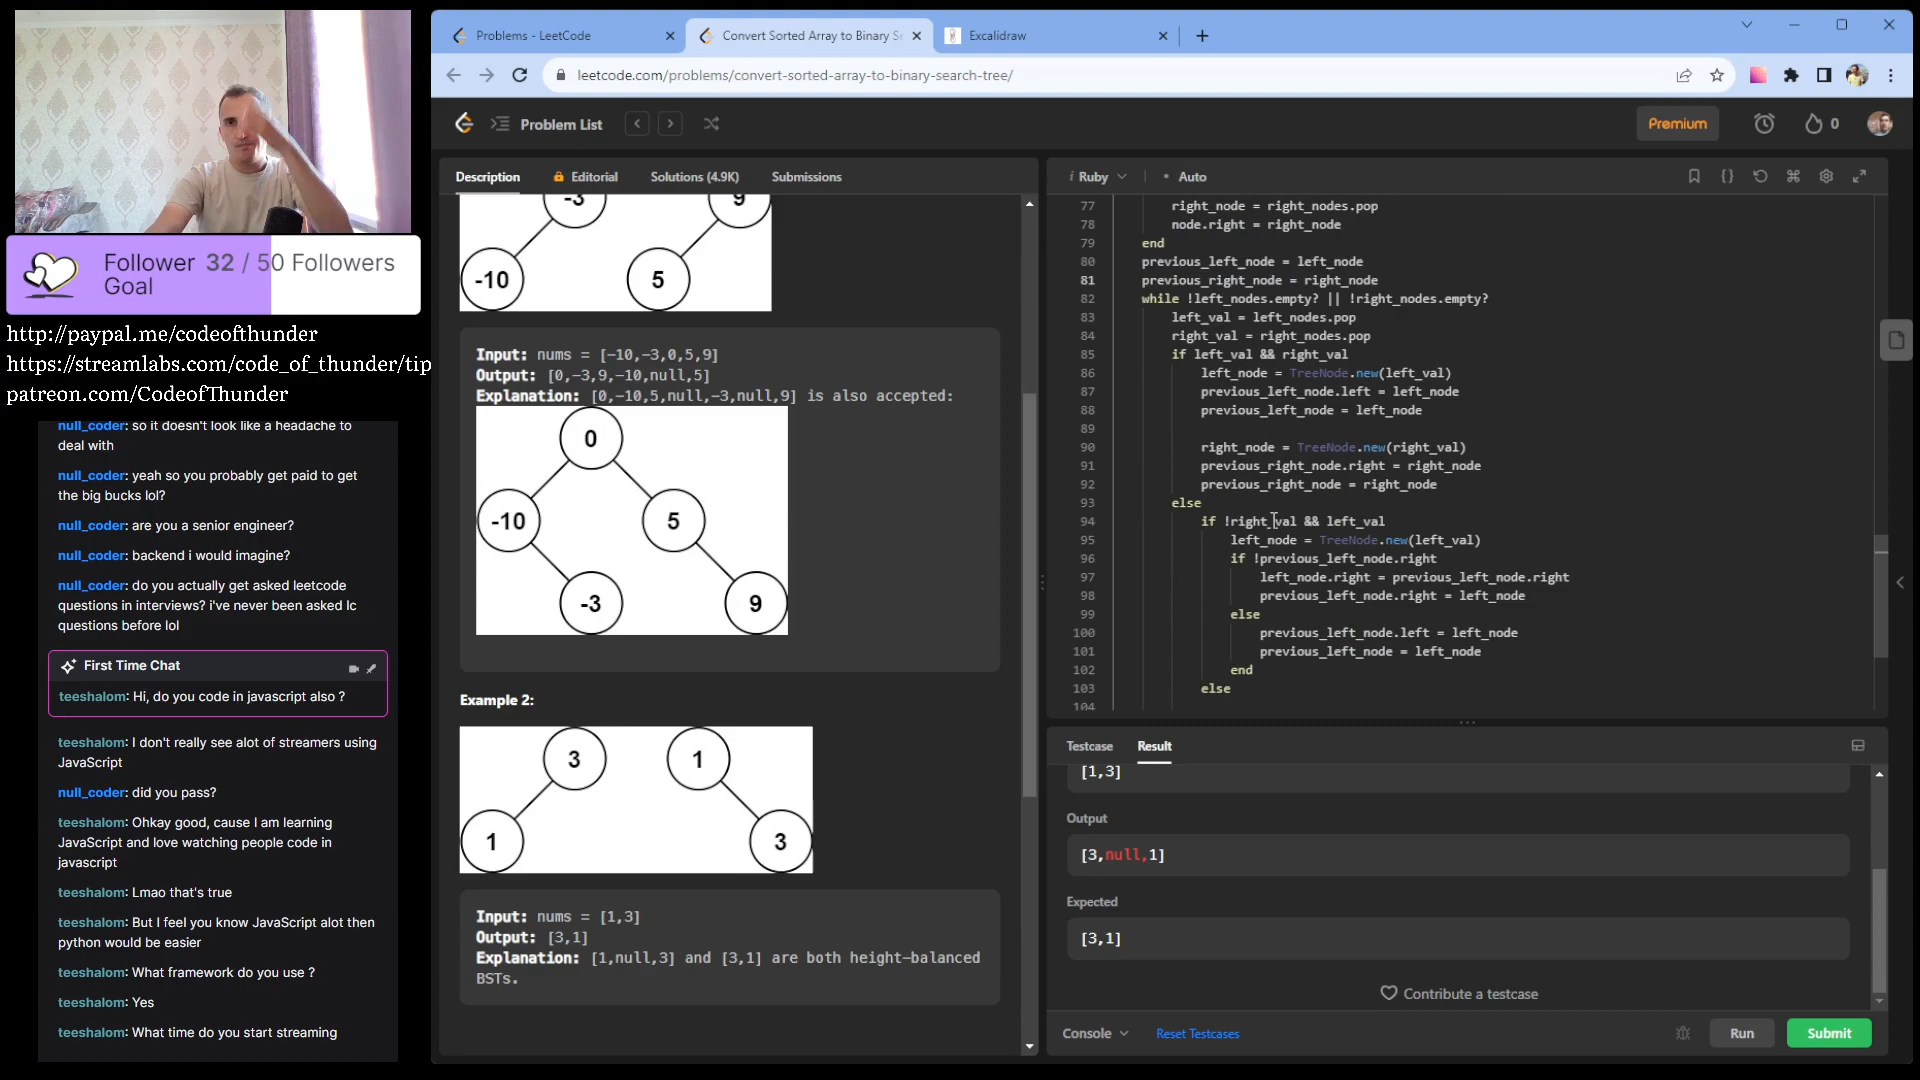 Follower 32 / 50 Followers
Goal
http://paypal.me/codeofthunder
https://streamlabs.com/code_of_thunder/tip
patreon.com/CodeofThunder
null_coder: so it doesn't look like a headache to
deal with
null_coder: yeah so you probably get paid to get
the big bucks lol?
null_coder: are you a senior engineer?
null_coder: backend i would imagine?
null_coder: do you actually get asked leetcode
questions in interviews? i've never been asked lc
questions before lol
First Time Chat
teeshalom: Hi, do you code in javascript also ?
teeshalom: I don't really see alot of streamers using
JavaScript
null_coder: did you pass?
teeshalom: Ohkay good, cause I am learning
JavaScript and love watching people code in
javascript
teeshalom: Lmao that's true
teeshalom: But I feel you know JavaScript alot then
python would be easier
teeshalom: What framework do you use ?
teeshalom: Yes
teeshalom: What time do you start streaming
Problems - LeetCode
Convert Sorted Array to Binary Se
Excalidraw
leetcode.com/problems/convert-sorted-array-to-binary-search-tree/
Problem List
Premium
0
Description
Editorial
Solutions (4.9K)
Submissions
-3
9
-10
5
Input: nums = [-10,-3,0,5,9]
Output: [0,-3,9,-10,null,5]
Explanation: [0,-10,5,null,-3,null,9] is also accepted:
0
-10
5
-3
9
Example 2:
3
1
1
3
Input: nums = [1,3]
Output: [3,1]
Explanation: [1,null,3] and [3,1] are both height-balanced
BSTs.
i Ruby
• Auto
77 right_node = right_nodes.pop
78 node.right = right_node
79 end
80 previous_left_node = left_node
81 previous_right_node = right_node
82 while !left_nodes.empty? || !right_nodes.empty?
83 left_val = left_nodes.pop
84 right_val = right_nodes.pop
85 if left_val && right_val
86 left_node = TreeNode.new(left_val)
87 previous_left_node.left = left_node
88 previous_left_node = left_node
89
90 right_node = TreeNode.new(right_val)
91 previous_right_node.right = right_node
92 previous_right_node = right_node
93 else
94 if !right_val && left_val
95 left_node = TreeNode.new(left_val)
96 if !previous_left_node.right
97 left_node.right = previous_left_node.right
98 previous_left_node.right = left_node
99 else
100 previous_left_node.left = left_node
101 previous_left_node = left_node
102 end
103 else
104
Testcase
Result
[1,3]
Output
[3,null,1]
Expected
[3,1]
Contribute a testcase
Console
Reset Testcases
Run
Submit